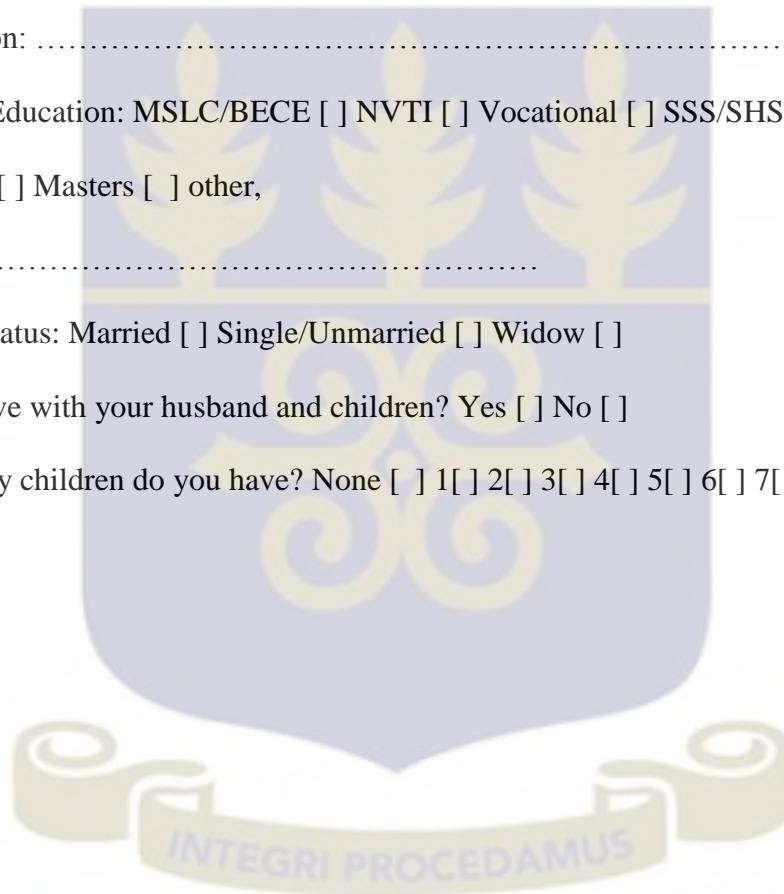 on: ……………………………………………………………………
Education: MSLC/BECE [ ] NVTI [ ] Vocational [ ] SSS/SHS
[ ] Masters [  ] other,
……………………………………………
atus: Married [ ] Single/Unmarried [ ] Widow [ ]
ve with your husband and children? Yes [ ] No [ ]
y children do you have? None [  ] 1[ ] 2[ ] 3[ ] 4[ ] 5[ ] 6[ ] 7[
INTEGRI PROCEDAMUS